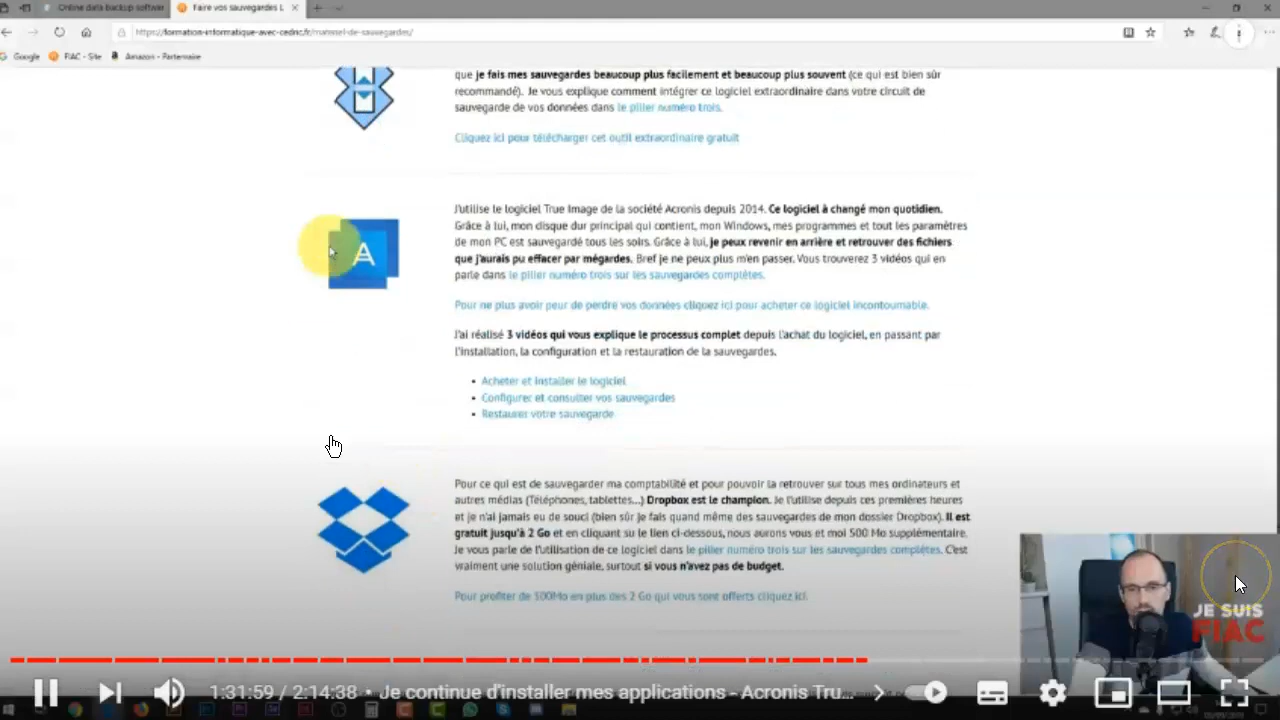 Online data backup softwar
Faire vos sauvegardes L
https://formation-informatique-avec-cedric.fr/materiel-de-sauvegardes/
Google
FIAC - Site
Amazon - Partenaire
que je fais mes sauvegardes beaucoup plus facilement et beaucoup plus souvent (ce qui est bien sûr
recommandé). Je vous explique comment intégrer ce logiciel extraordinaire dans votre circuit de
sauvegarde de vos données dans le pilier numéro trois.
Cliquez ici pour télécharger cet outil extraordinaire gratuit
J'utilise le logiciel True Image de la société Acronis depuis 2014. Ce logiciel à changé mon quotidien.
Grâce à lui, mon disque dur principal qui contient, mon Windows, mes programmes et tout les paramètres
de mon PC est sauvegardé tous les soirs. Grâce à lui, je peux revenir en arrière et retrouver des fichiers
que j'aurais pu effacer par mégardes. Bref je ne peux plus m'en passer. Vous trouverez 3 vidéos qui en
parle dans le pilier numéro trois sur les sauvegardes complètes.
A
Pour ne plus avoir peur de perdre vos données cliquez ici pour acheter ce logiciel incontournable.
J'ai réalisé 3 vidéos qui vous explique le processus complet depuis l'achat du logiciel, en passant par
l'installation, la configuration et la restauration de la sauvegardes.
• Acheter et installer le logiciel
• Configurer et consulter vos sauvegardes
• Restaurer votre sauvegarde
Pour ce qui est de sauvegarder ma comptabilité et pour pouvoir la retrouver sur tous mes ordinateurs et
autres médias (Téléphones, tablettes...) Dropbox est le champion. Je l'utilise depuis ces premières heures
et je n'ai jamais eu de souci (bien sûr je fais quand même des sauvegardes de mon dossier Dropbox). Il est
gratuit jusqu'à 2 Go et en cliquant su le lien ci-dessous, nous aurons vous et moi 500 Mo supplémentaire.
Je vous parle de l'utilisation de ce logiciel dans le pilier numéro trois sur les sauvegardes complètes. C'est
vraiment une solution géniale, surtout si vous n'avez pas de budget.
Pour profiter de 500Mo en plus des 2 Go qui vous sont offerts cliquez ici.
JE SUIS
FIAC
1:31:59 / 2:14:38 • Je continue d'installer mes applications - Acronis Tru...